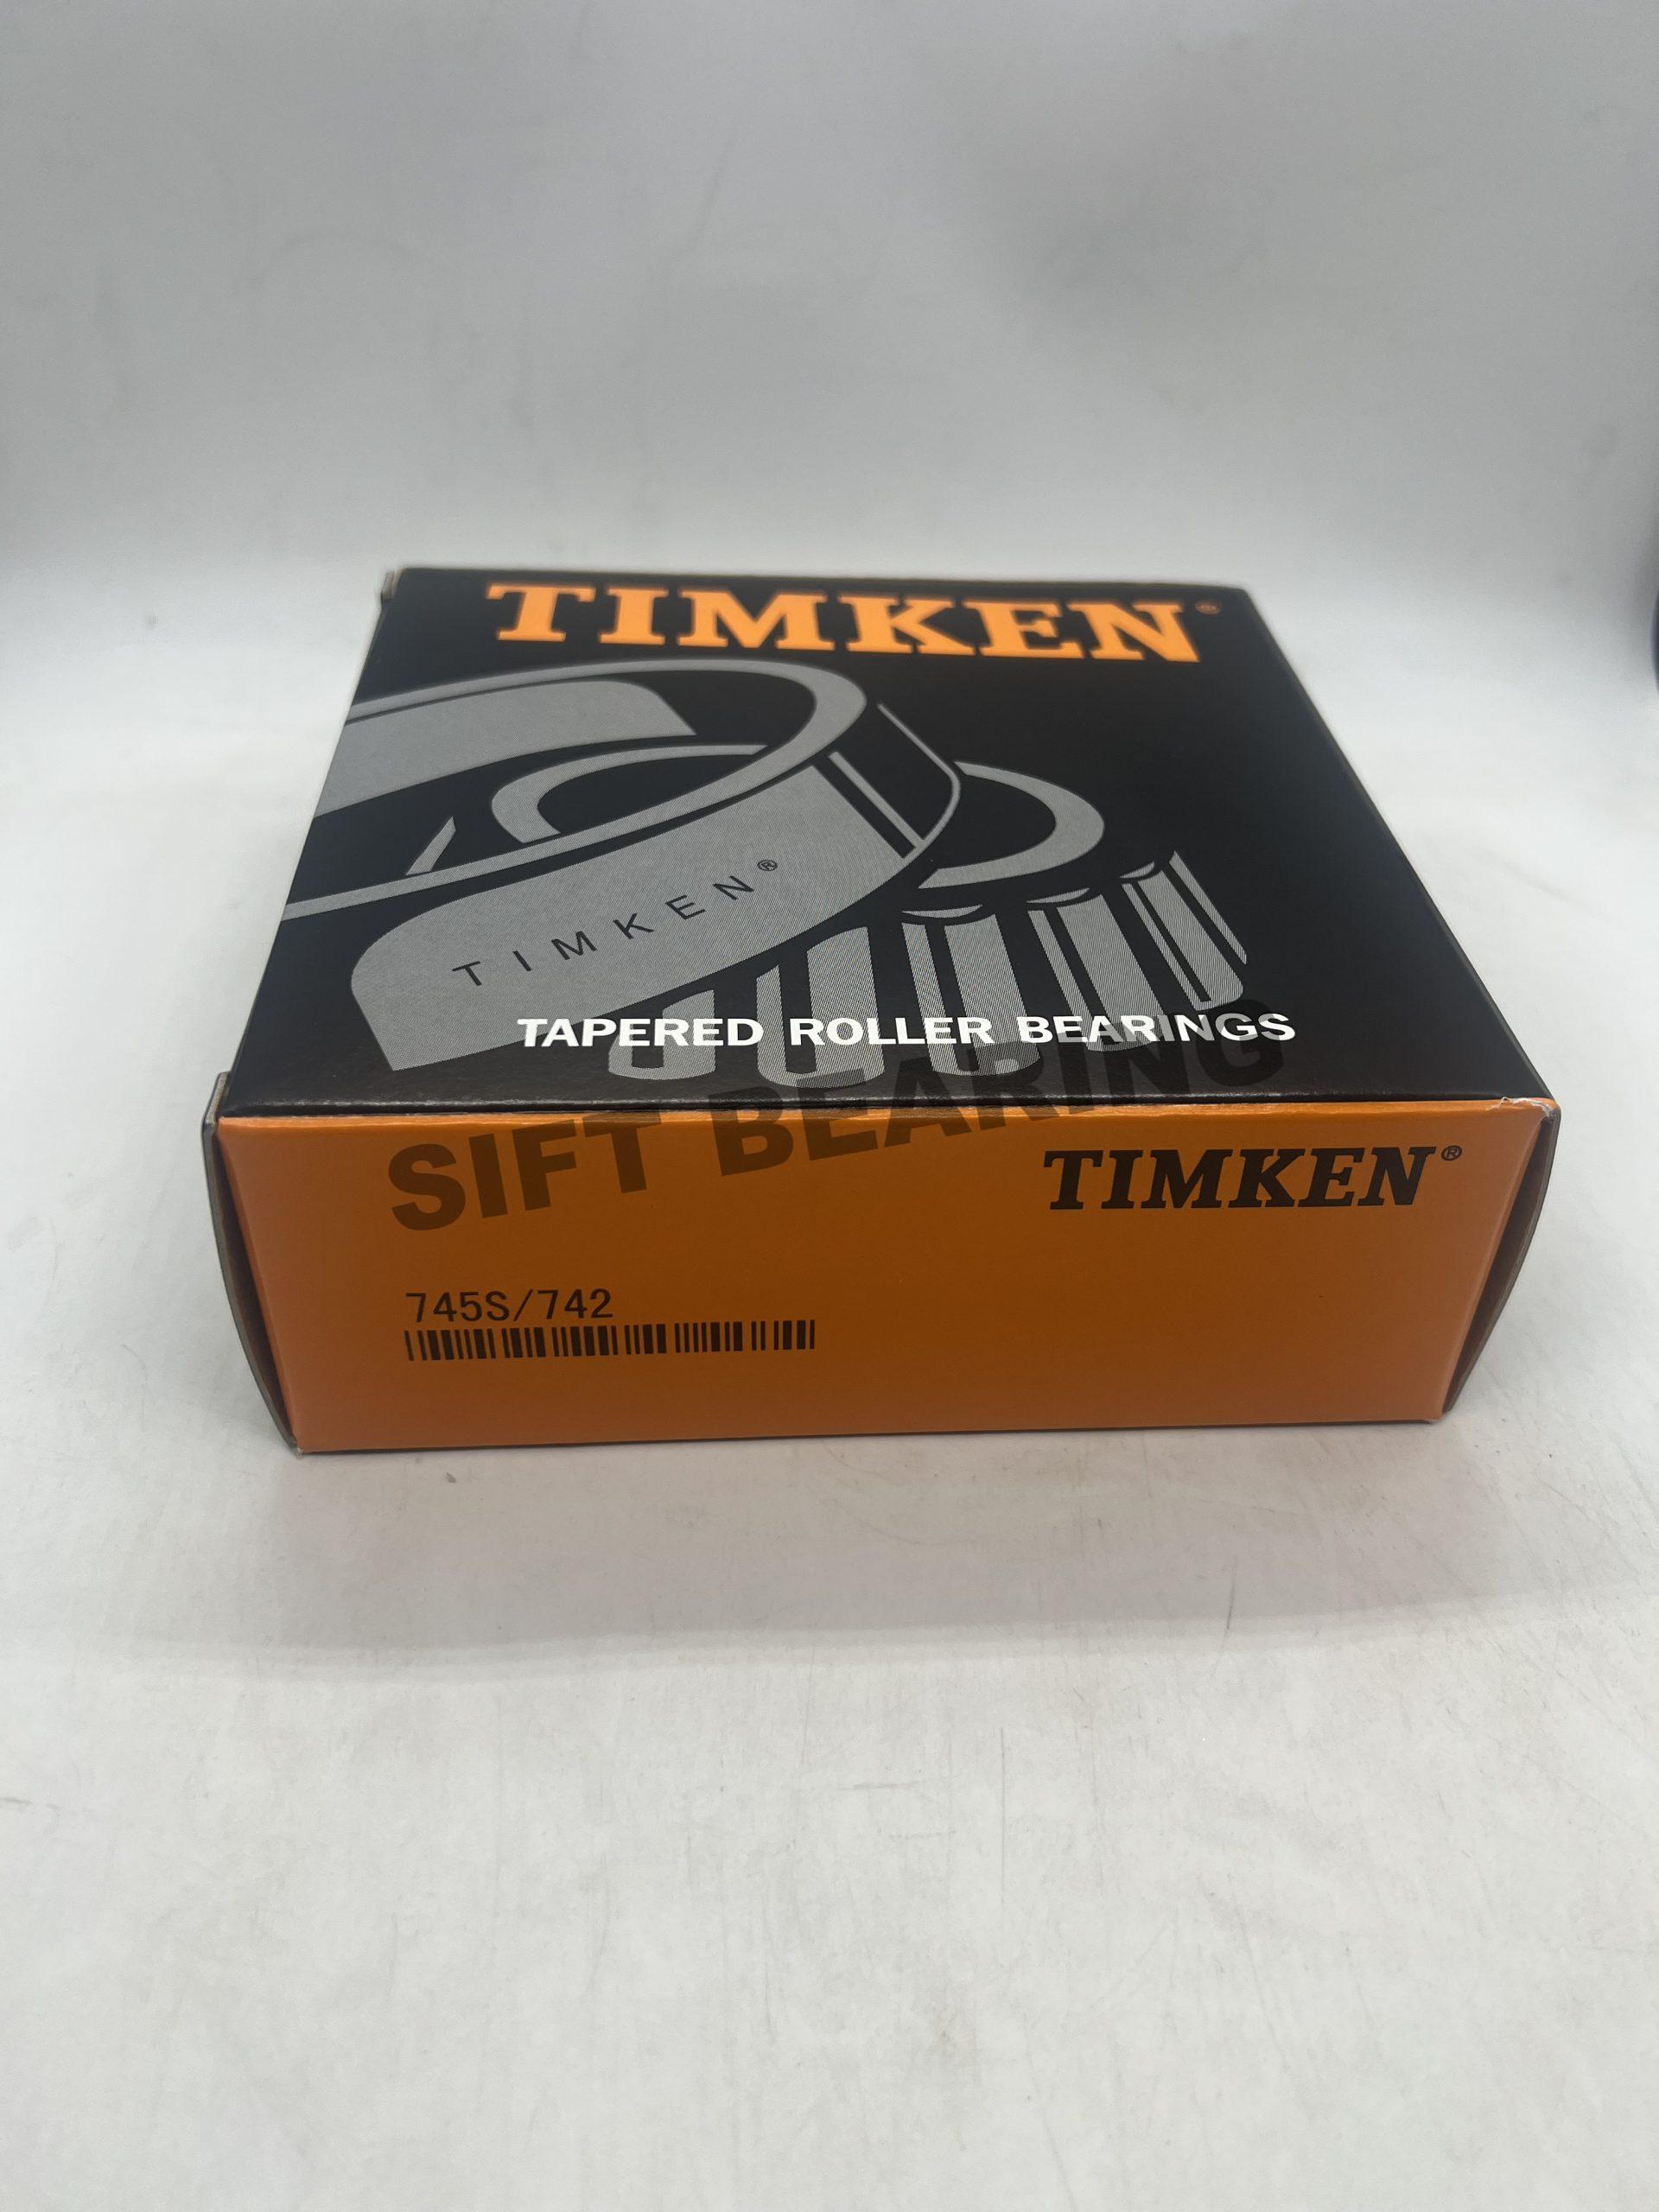 TIMKEN®
TIMKEN®
TAPERED ROLLER BEARINGS
SIFT BEARING
TIMKEN®
745S/742